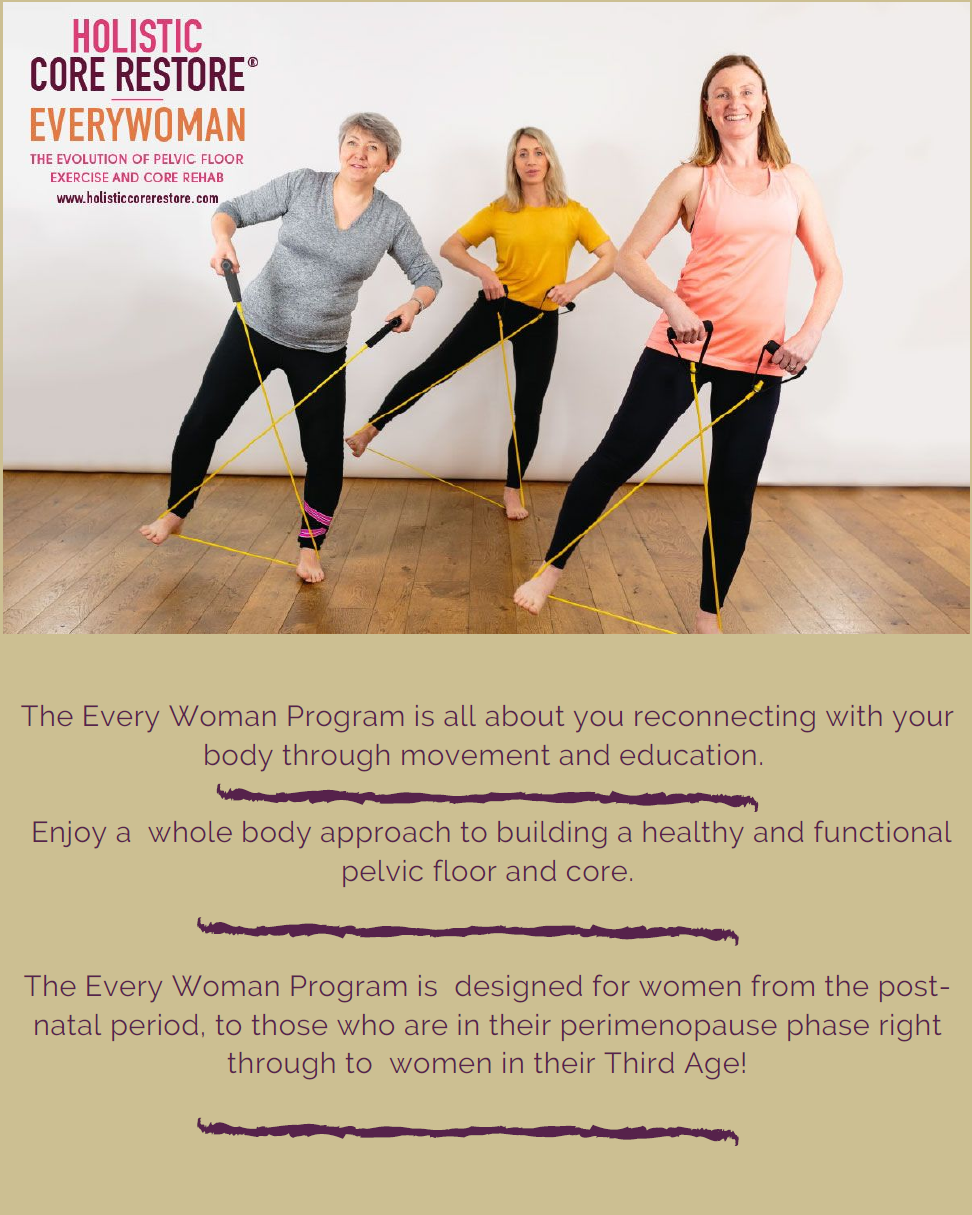 HOLISTIC
CORE RESTORE®
EVERYWOMAN
THE EVOLUTION OF PELVIC FLOOR
EXERCISE AND CORE REHAB
www.holisticcorerestore.com
The Every Woman Program is all about you reconnecting with your
body through movement and education.
Enjoy a  whole body approach to building a healthy and functional
pelvic floor and core.
The Every Woman Program is  designed for women from the post-
natal period, to those who are in their perimenopause phase right
through to  women in their Third Age!